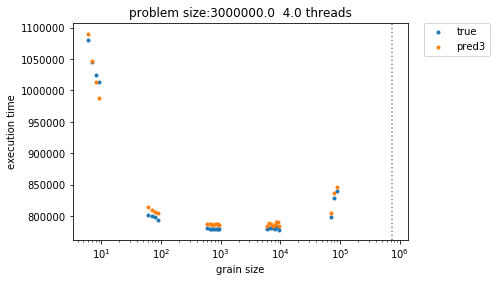 problem size:3000000.0 4.0 threads
true
pred3
1100000
1050000
1000000
950000
900000
850000
800000
execution time
10¹
10²
10³
10⁴
10⁵
10⁶
grain size